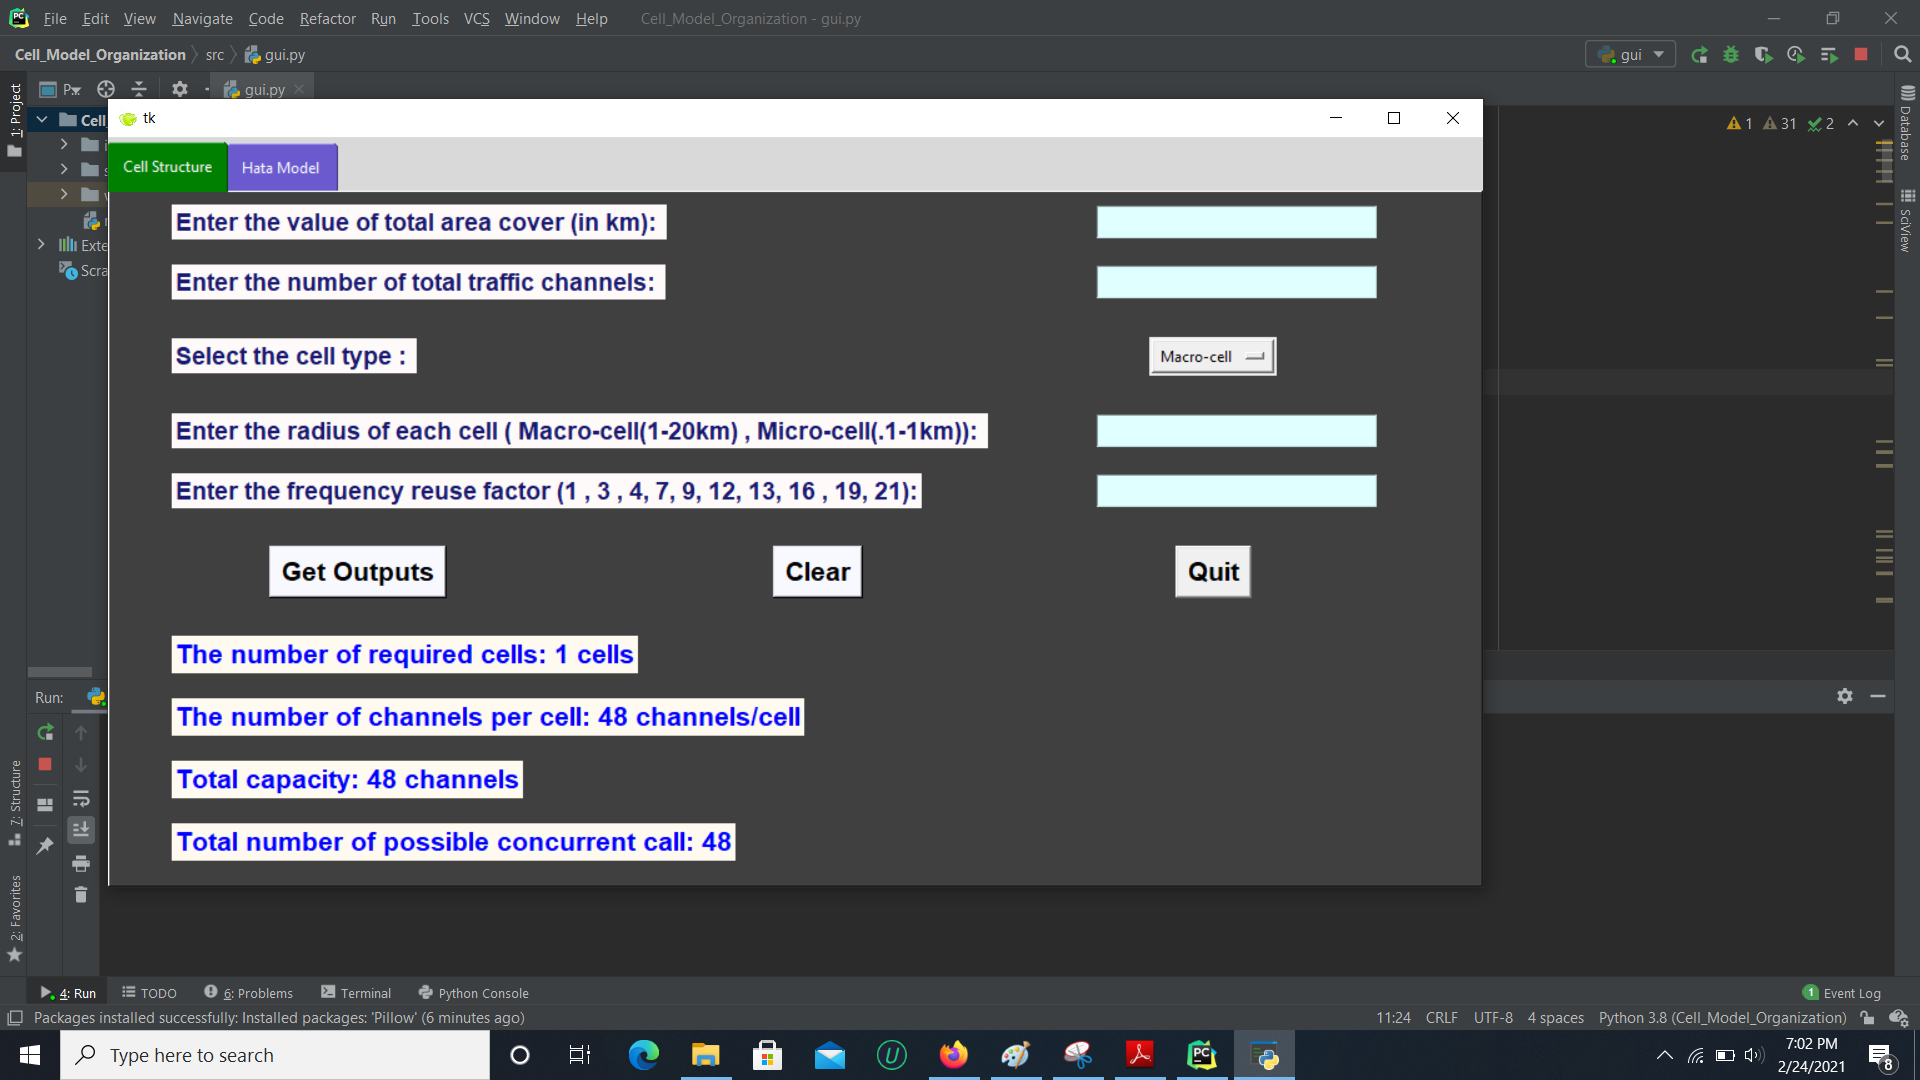 File Edit View Navigate Code Refactor Run Tools VCS Window Help Cell_Model_Organization - gui.py
Cell_Model_Organization src gui.py
gui
P..
gui.py
1: Project
Cell_
Exte
Scra
1 31 2
Database
SciView
tk
Cell Structure Hata Model
Enter the value of total area cover (in km):
Enter the number of total traffic channels:
Select the cell type :
Macro-cell
Enter the radius of each cell ( Macro-cell(1-20km) , Micro-cell(.1-1km)):
Enter the frequency reuse factor (1 , 3 , 4, 7, 9, 12, 13, 16 , 19, 21):
Get Outputs Clear Quit
The number of required cells: 1 cells
The number of channels per cell: 48 channels/cell
Total capacity: 48 channels
Total number of possible concurrent call: 48
Run:
7: Structure
2: Favorites
4: Run TODO 6: Problems Terminal Python Console
1 Event Log
Packages installed successfully: Installed packages: 'Pillow' (6 minutes ago)
11:24 CRLF UTF-8 4 spaces Python 3.8 (Cell_Model_Organization)
Type here to search
7:02 PM
2/24/2021
8